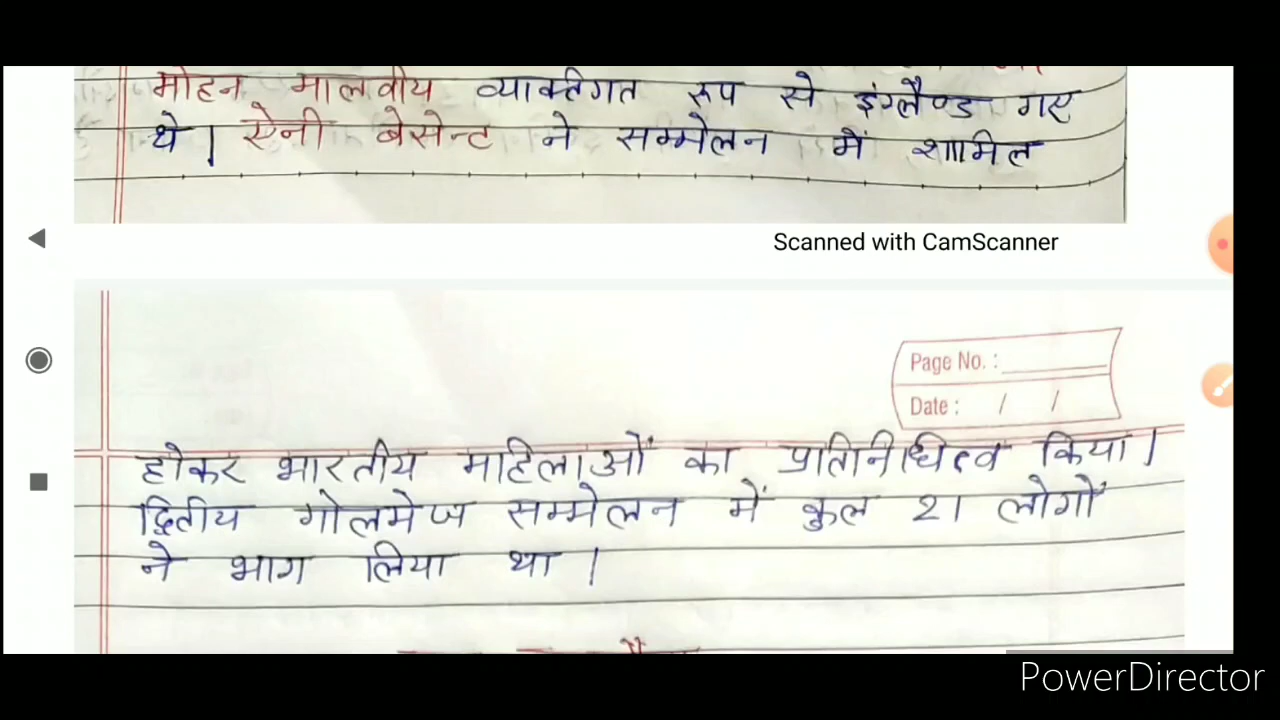 मोहन मालवीय व्यक्तिगत रूप से इंग्लैण्ड गए
थे। ऐनी बेसेन्ट ने सम्मेलन में शामिल
Scanned with CamScanner
Page No. :
Date : / /
होकर भारतीय महिलाओं का प्रतिनिधित्व किया।
द्वितीय गोलमेज सम्मेलन में कुल 21 लोगों
ने भाग लिया था।
PowerDirector